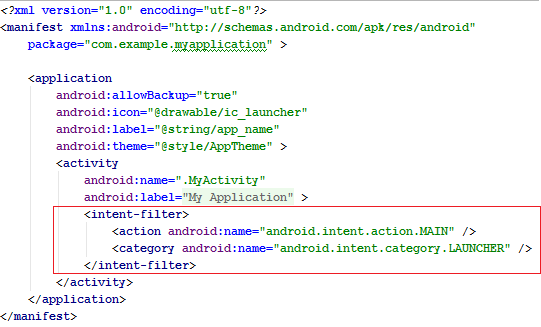 <?xml version="1.0" encoding="utf-8"?>
<manifest xmlns:android="http://schemas.android.com/apk/res/android"
    package="com.example.myapplication" >

    <application
        android:allowBackup="true"
        android:icon="@drawable/ic_launcher"
        android:label="@string/app_name"
        android:theme="@style/AppTheme" >
        <activity
            android:name=".MyActivity"
            android:label="My Application" >
            <intent-filter>
                <action android:name="android.intent.action.MAIN" />
                <category android:name="android.intent.category.LAUNCHER" />
            </intent-filter>
        </activity>
    </application>
</manifest>